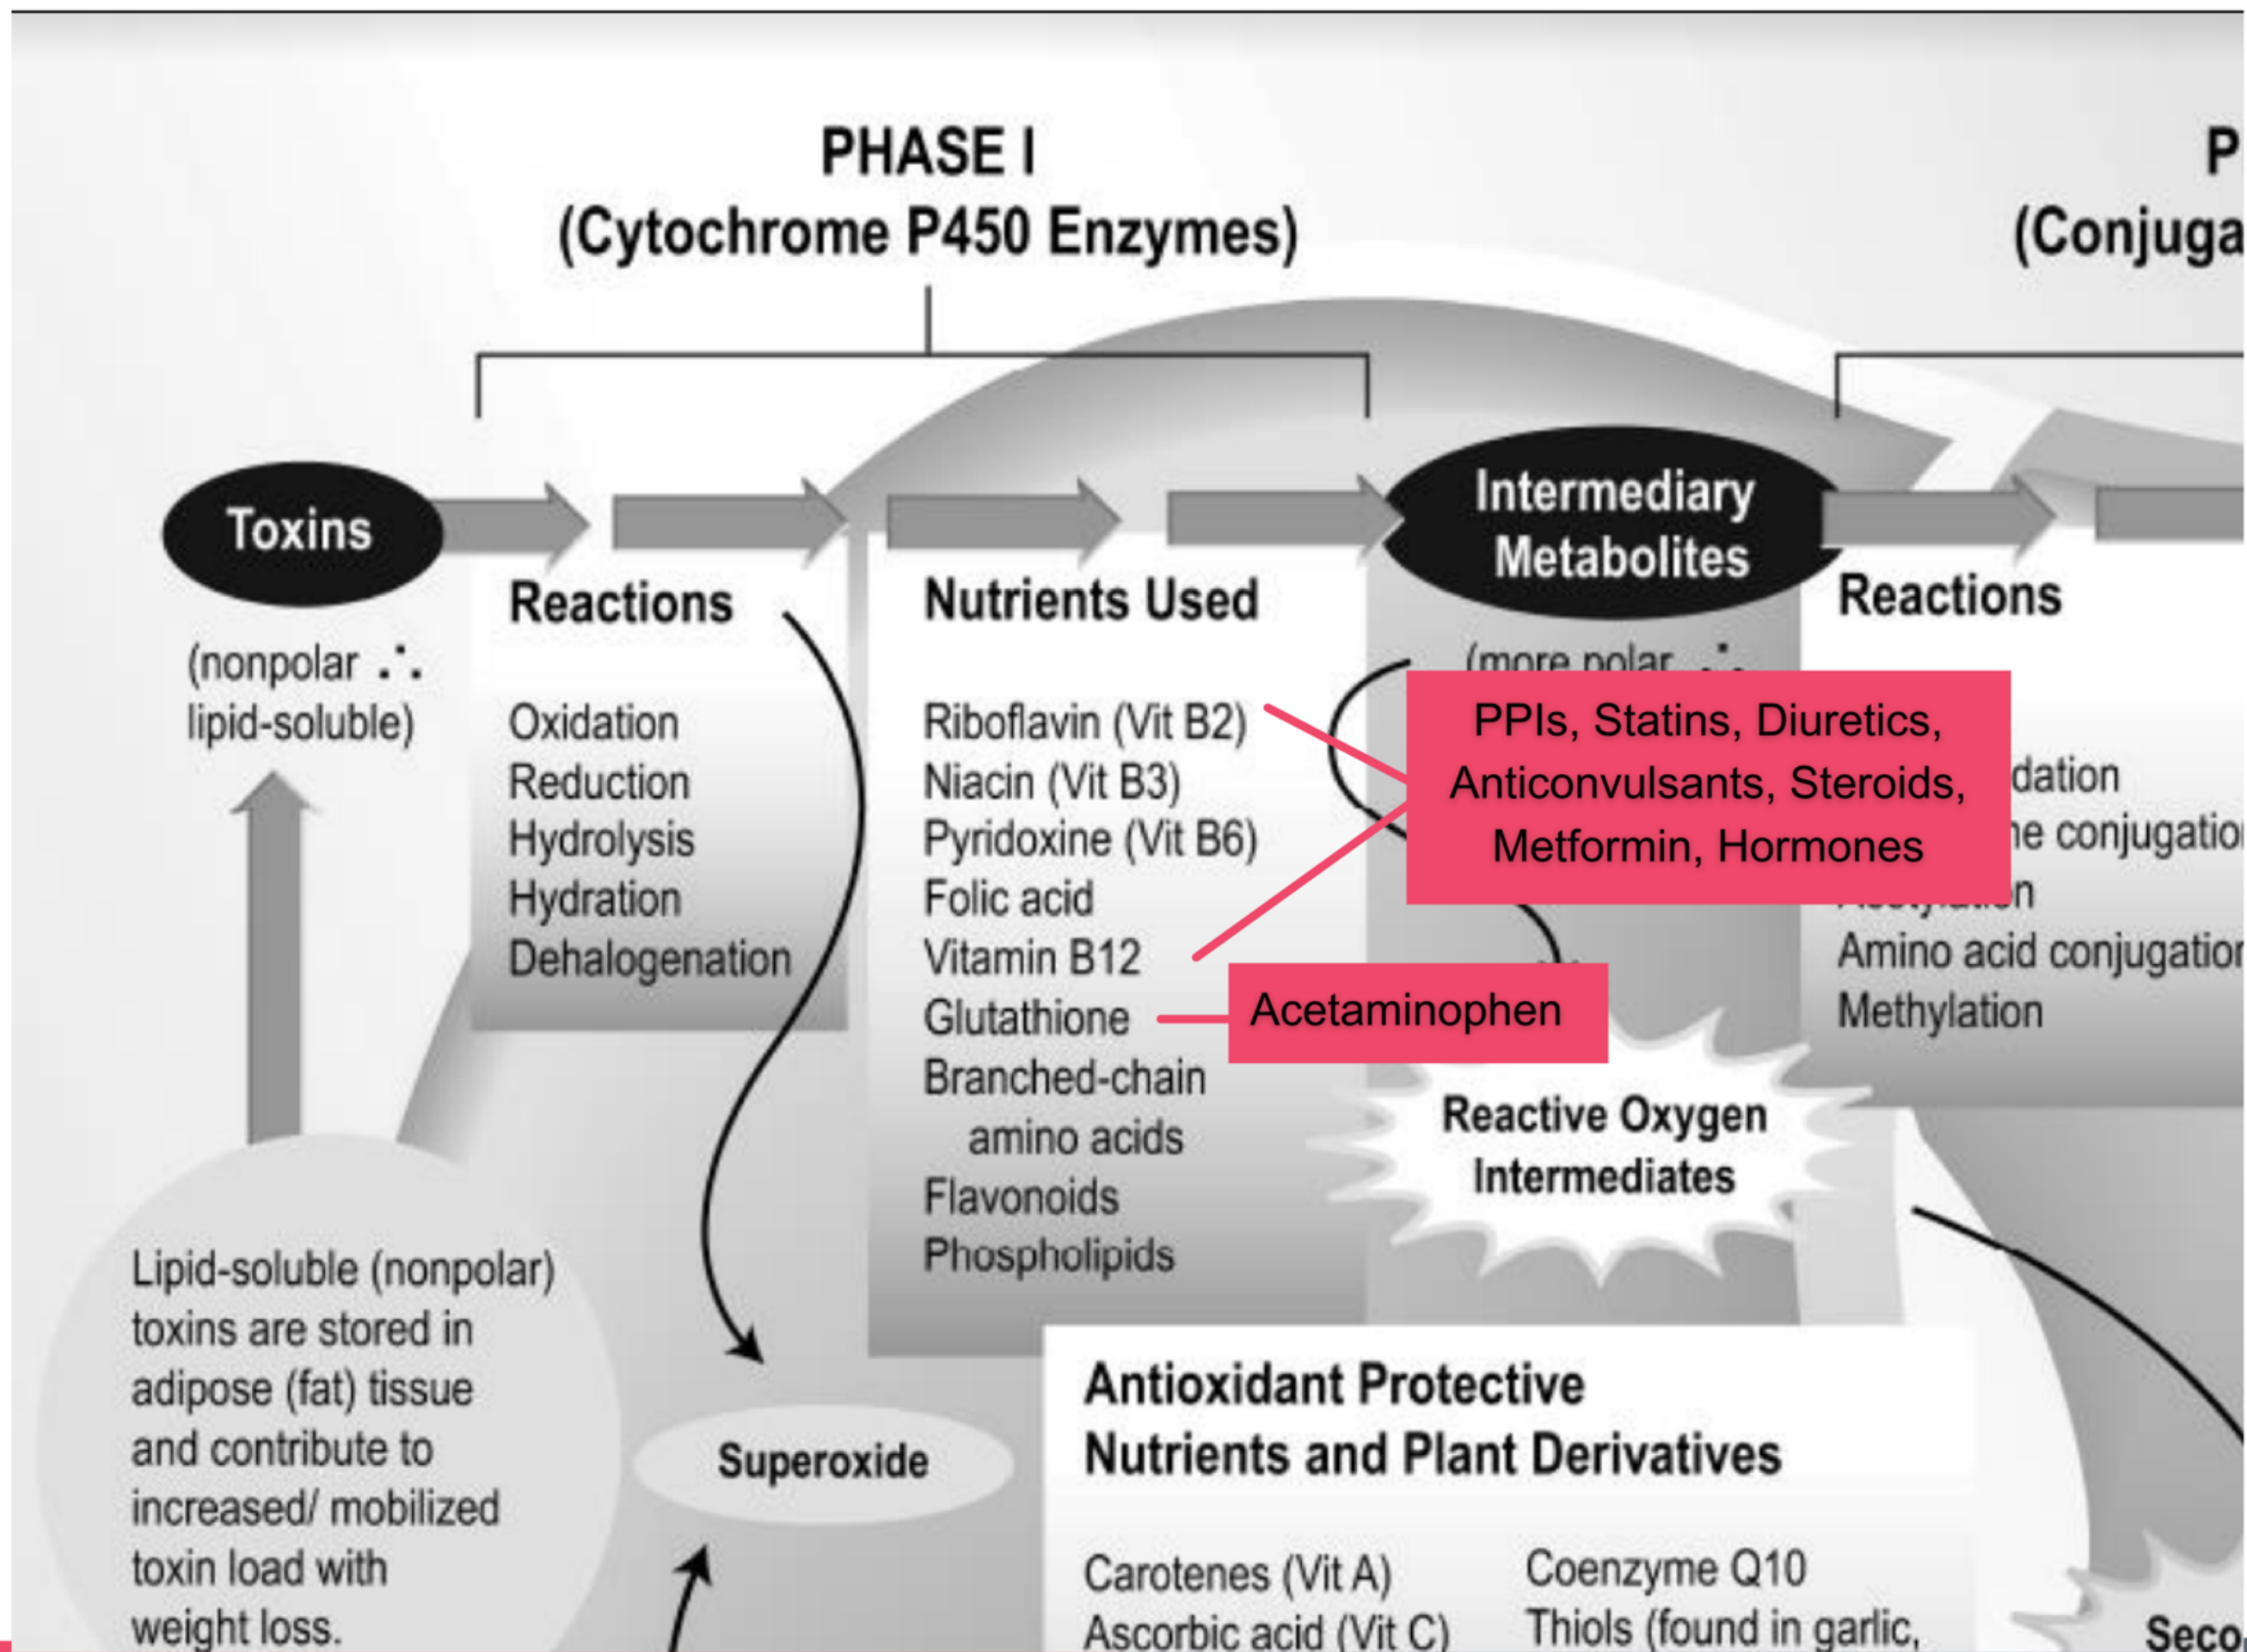 PHASE I
(Cytochrome P450 Enzymes)
P
(Conjuga
Toxins
(nonpolar ∴
lipid-soluble)
Reactions
Oxidation
Reduction
Hydrolysis
Hydration
Dehalogenation
Nutrients Used
Riboflavin (Vit B2)
Niacin (Vit B3)
Pyridoxine (Vit B6)
Folic acid
Vitamin B12
Glutathione
Branched-chain
amino acids
Flavonoids
Phospholipids
Intermediary
Metabolites
(more polar ∴
PPIs, Statins, Diuretics,
Anticonvulsants, Steroids,
Metformin, Hormones
Acetaminophen
Reactions
dation
conjugatio
Amino acid conjugation
Methylation
Reactive Oxygen
Intermediates
Lipid-soluble (nonpolar)
toxins are stored in
adipose (fat) tissue
and contribute to
increased/ mobilized
toxin load with
weight loss.
Superoxide
Antioxidant Protective
Nutrients and Plant Derivatives
Carotenes (Vit A)
Ascorbic acid (Vit C)
Coenzyme Q10
Thiols (found in garlic,
Seco